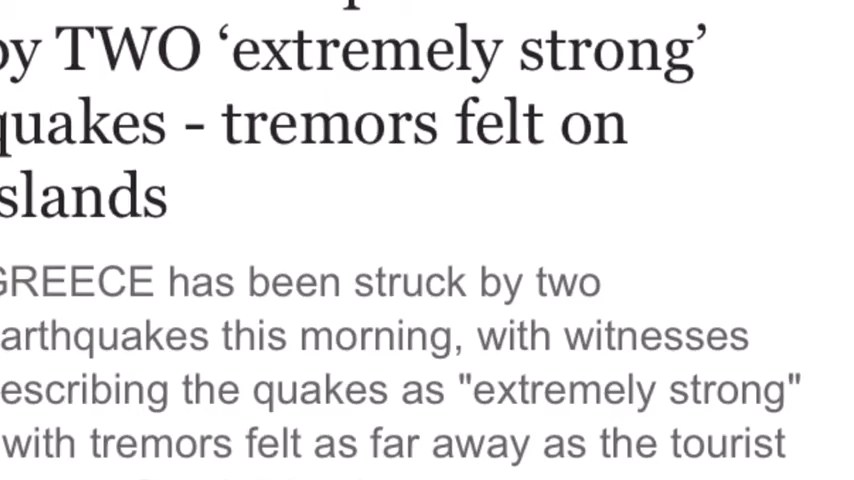 by TWO ‘extremely strong’
quakes - tremors felt on
slands
GREECE has been struck by two
arthquakes this morning, with witnesses
escribing the quakes as "extremely strong"
with tremors felt as far away as the tourist